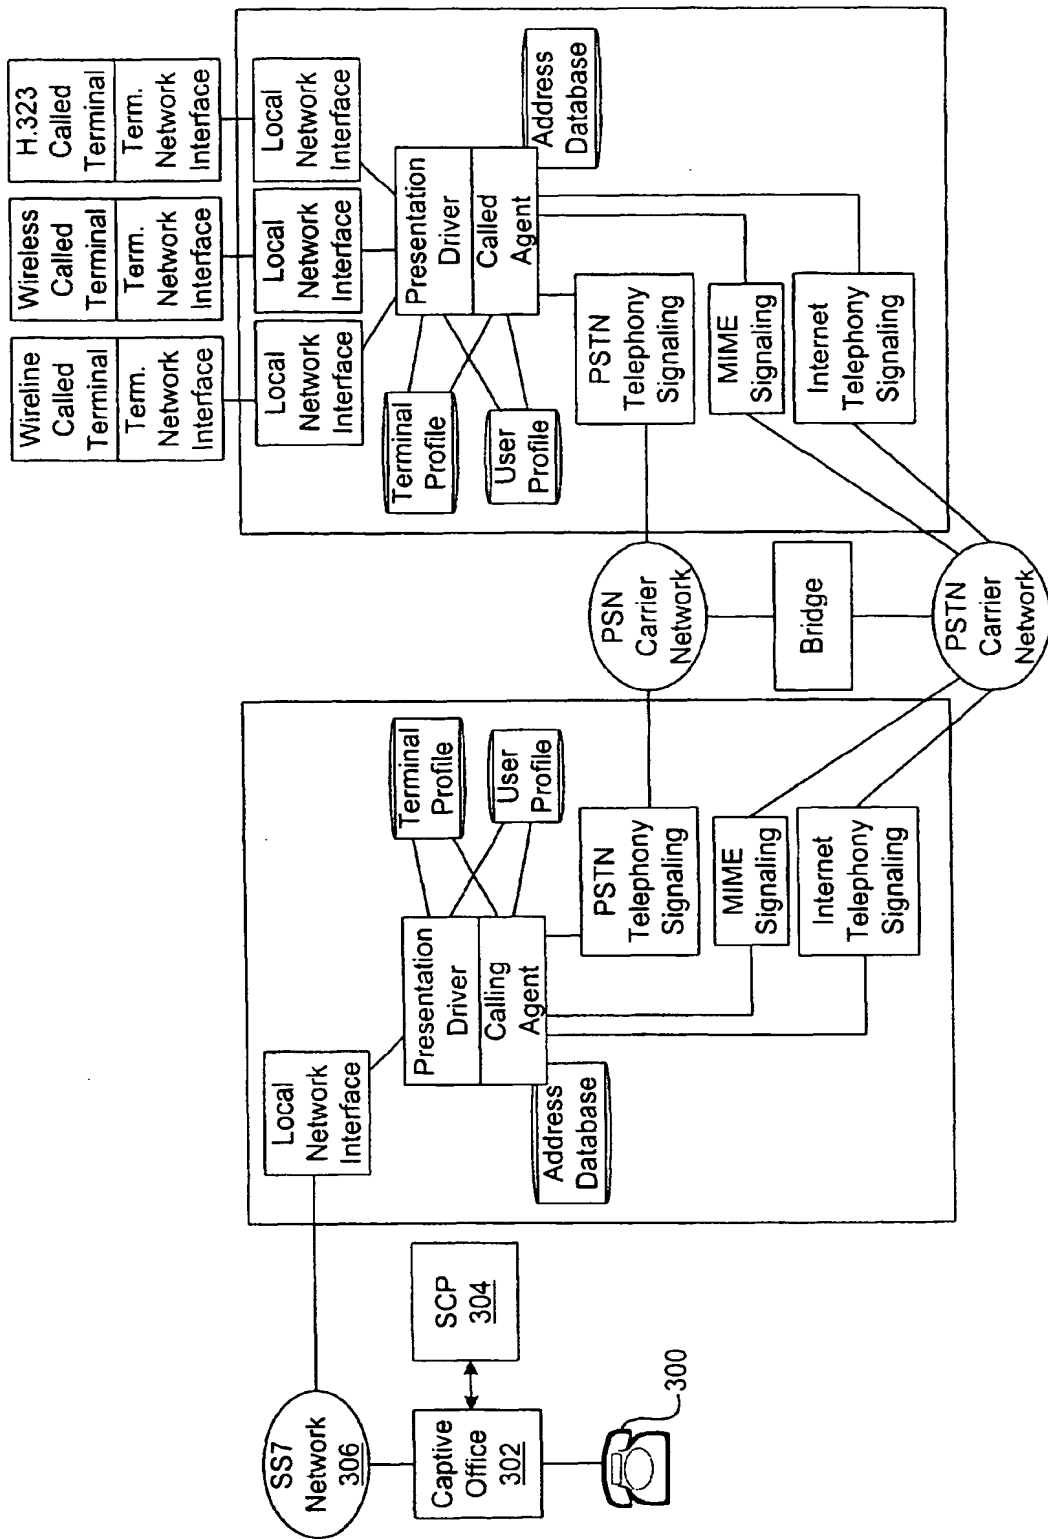 SS7
Network
306
Captive
Office
302
SCP
304
300
Local
Network
Interface
Presentation
Driver
Calling
Agent
Address
Database
Terminal
Profile
User
Profile
PSTN
Telephony
Signaling
MIME
Signaling
Internet
Telephony
Signaling
PSN
Carrier
Network
Bridge
PSTN
Carrier
Network
Wireline
Called
Terminal
Term.
Network
Interface
Wireless
Called
Terminal
Term.
Network
Interface
H.323
Called
Terminal
Term.
Network
Interface
Local
Network
Interface
Local
Network
Interface
Local
Network
Interface
Terminal
Profile
User
Profile
Presentation
Driver
Called
Agent
Address
Database
PSTN
Telephony
Signaling
MIME
Signaling
Internet
Telephony
Signaling